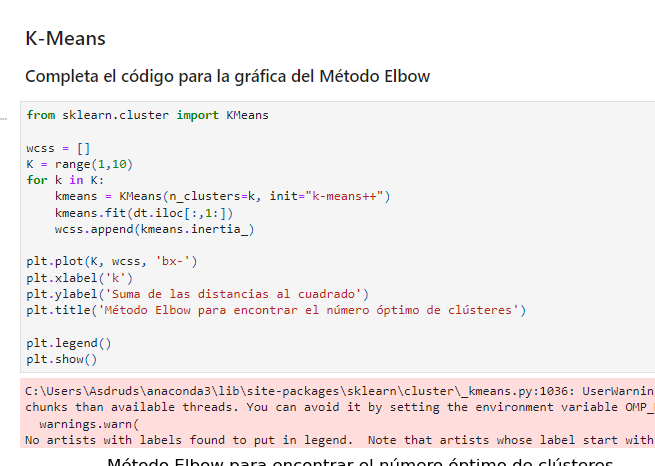 K-Means
Completa el código para la gráfica del Método Elbow
from sklearn.cluster import KMeans
wcss = []
K = range(1,10)
for k in K:
    kmeans = KMeans(n_clusters=k, init="k-means++")
    kmeans.fit(dt.iloc[:,1:])
    wcss.append(kmeans.inertia_)
plt.plot(K, wcss, 'bx-')
plt.xlabel('k')
plt.ylabel('Suma de las distancias al cuadrado')
plt.title('Método Elbow para encontrar el número óptimo de clústeres')
plt.legend()
plt.show()
C:\Users\Asdruds\anaconda3\lib\site-packages\sklearn\cluster\_kmeans.py:1036: UserWarnin
chunks than available threads. You can avoid it by setting the environment variable OMP_
  warnings.warn(
No artists with labels found to put in legend.  Note that artists whose label start with
Método Elbow para encontrar el número óptimo de clústeres